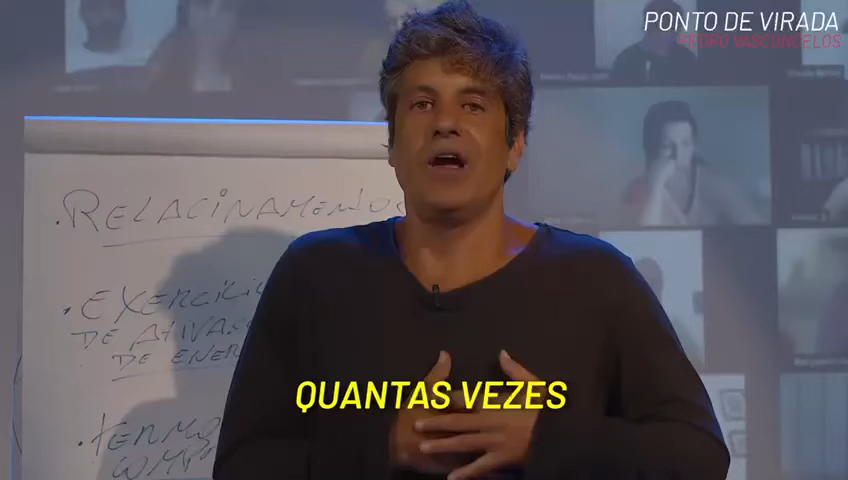 PONTO DE VIRADA
PEDRO VASCONCELOS
. RELACINAMENTOS
. EXERCÍCI
DE ATIVA
DE ENER
QUANTAS VEZES